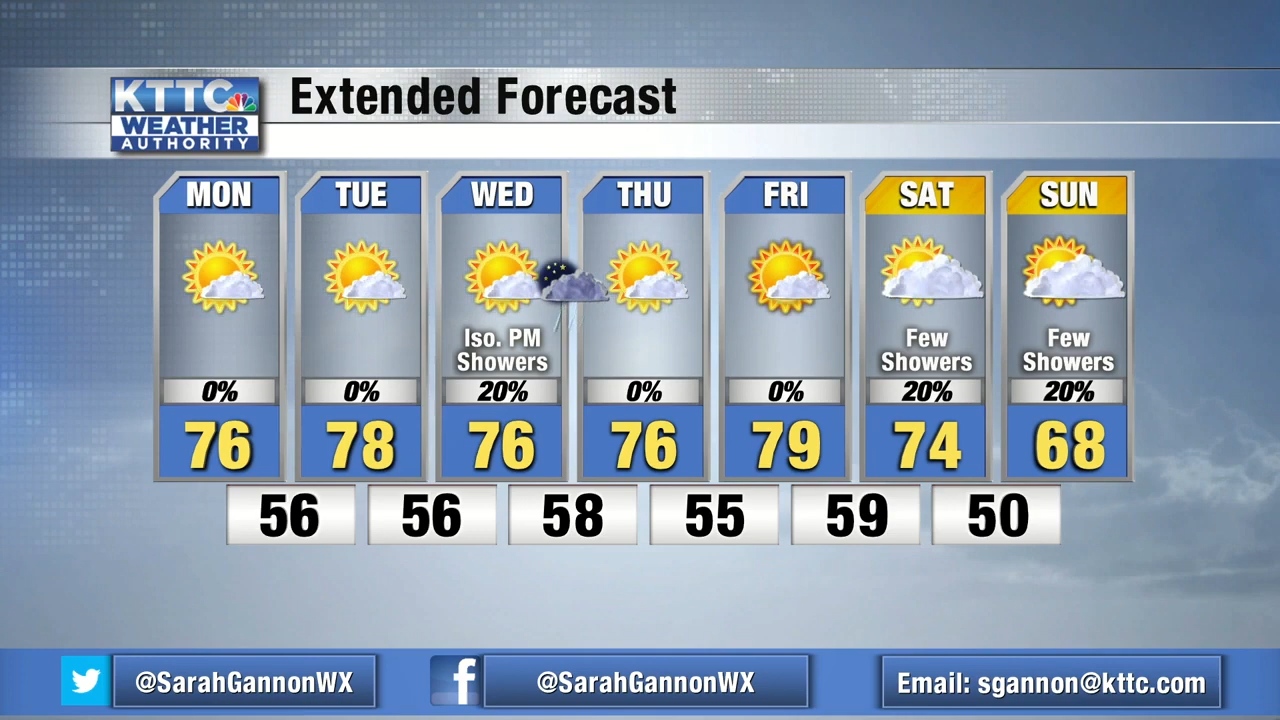 KTTC
WEATHER
AUTHORITY
Extended Forecast
MON TUE WED THU FRI SAT SUN
Iso. PM
Showers
Few
Showers
Few
Showers
0% 0% 20% 0% 0% 20% 20%
76 78 76 76 79 74 68
56 56 58 55 59 50
@SarahGannonWX
f
@SarahGannonWX
Email: sgannon@kttc.com